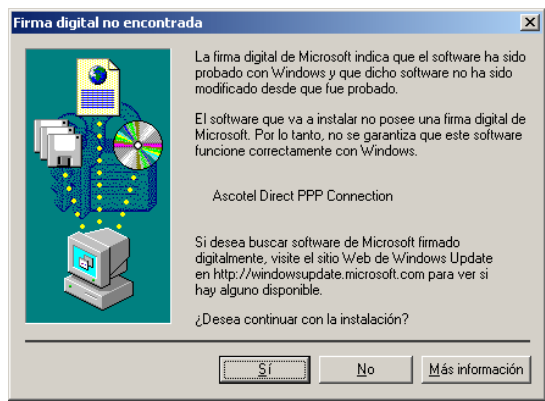 Firma digital no encontrada
La firma digital de Microsoft indica que el software ha sido
probado con Windows y que dicho software no ha sido
modificado desde que fue probado.
El software que va a instalar no posee una firma digital de
Microsoft. Por lo tanto, no se garantiza que este software
funcione correctamente con Windows.
Ascotel Direct PPP Connection
Si desea buscar software de Microsoft firmado
digitalmente, visite el sitio Web de Windows Update
en http://windowsupdate.microsoft.com para ver si
hay alguno disponible.
¿Desea continuar con la instalación?
Sí No Más información